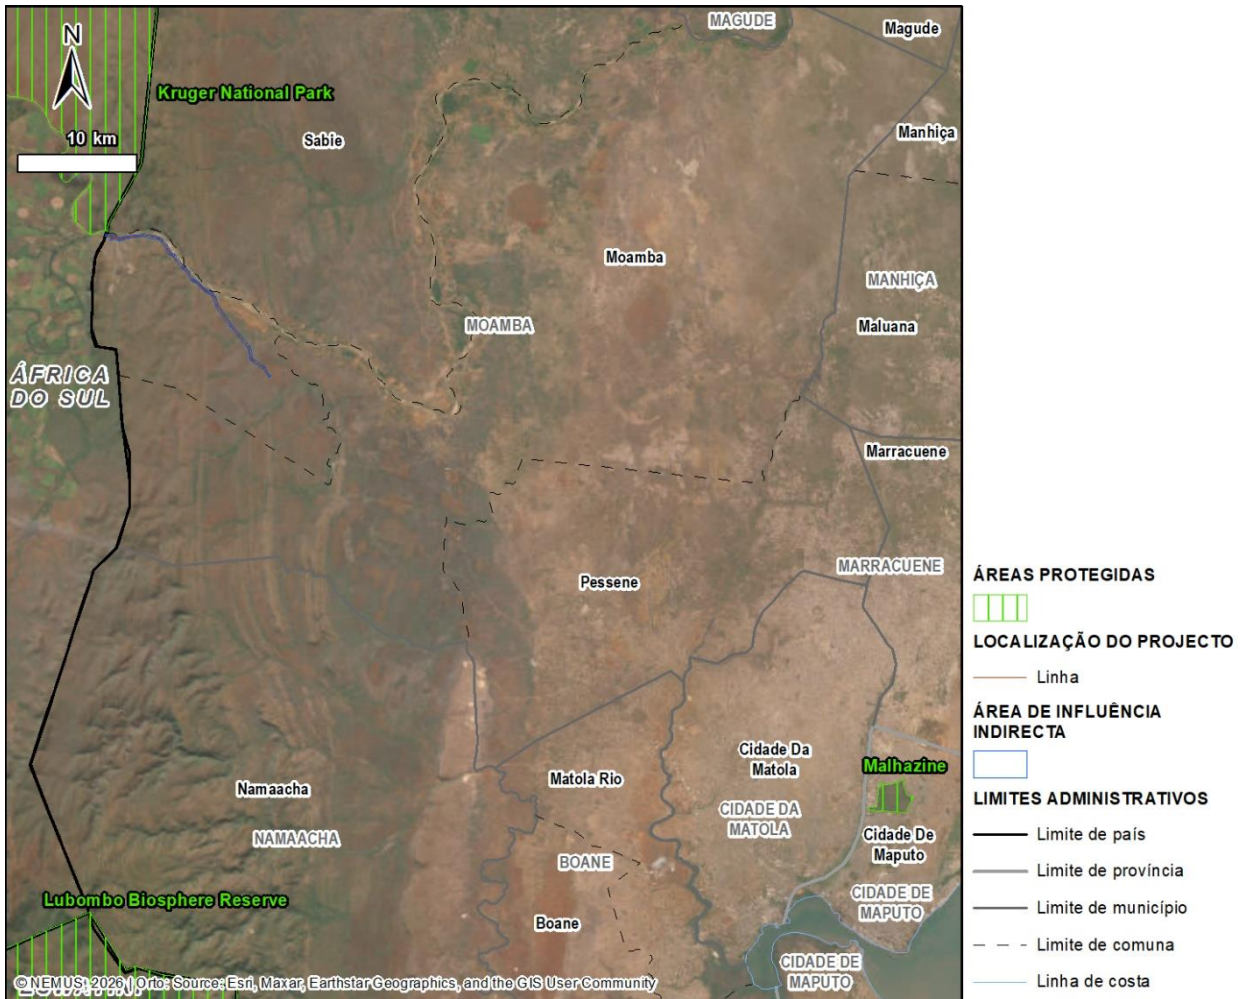 MAGUDE
Magude
N
Kruger National Park
10 km
Sabie
Manhiça
Moamba
MANHIÇA
MOAMBA
Maluana
ÁFRICA
DO SUL
Marracuene
MARRACUENE
Pessene
Cidade Da
Matola
Malhazine
Matola Rio
Namaacha
CIDADE DA
MATOLA
NAMAACHA
Cidade De
Maputo
BOANE
Lubombo Biosphere Reserve
CIDADE DE
MAPUTO
Boane
CIDADE DE
MAPUTO
© NEMUS, 2026 | Orto: Source: Esri, Maxar, Earthstar Geographics, and the GIS User Community
ÁREAS PROTEGIDAS
LOCALIZAÇÃO DO PROJECTO
Linha
ÁREA DE INFLUÊNCIA
INDIRECTA
LIMITES ADMINISTRATIVOS
Limite de país
Limite de província
Limite de município
Limite de comuna
Linha de costa